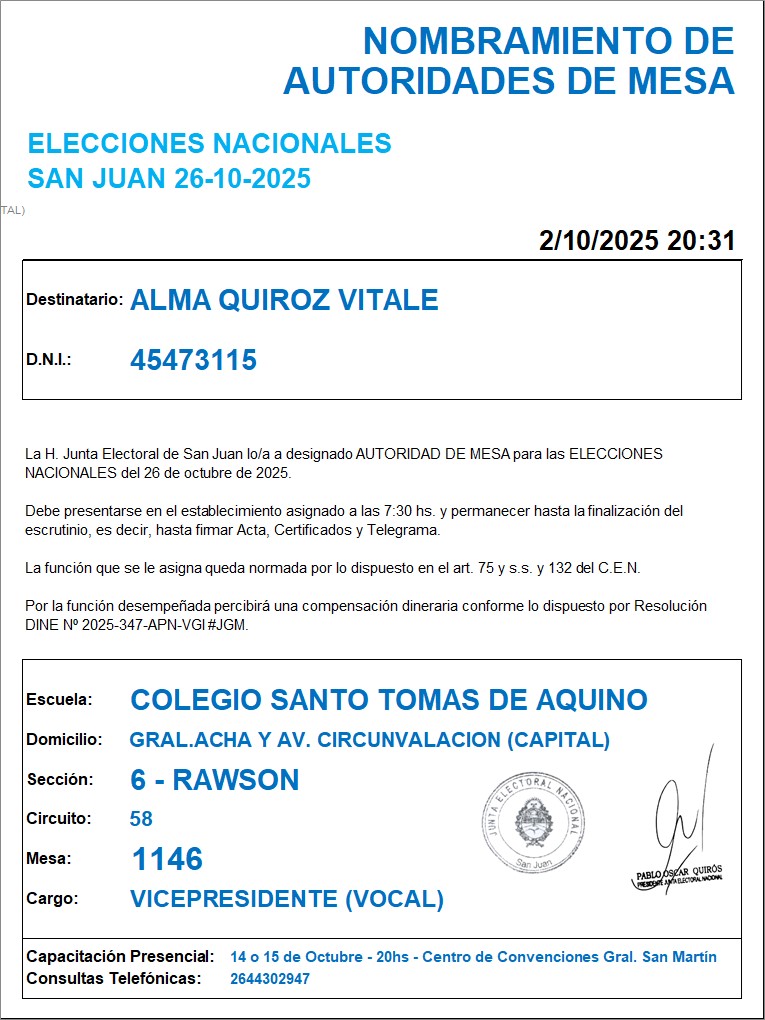 NOMBRAMIENTO DE
AUTORIDADES DE MESA
ELECCIONES NACIONALES
SAN JUAN 26-10-2025
TAL)
2/10/2025 20:31
Destinatario: ALMA QUIROZ VITALE
D.N.I.: 45473115
La H. Junta Electoral de San Juan lo/a a designado AUTORIDAD DE MESA para las ELECCIONES
NACIONALES del 26 de octubre de 2025.
Debe presentarse en el establecimiento asignado a las 7:30 hs. y permanecer hasta la finalización del
escrutinio, es decir, hasta firmar Acta, Certificados y Telegrama.
La función que se le asigna queda normada por lo dispuesto en el art. 75 y s.s. y 132 del C.E.N.
Por la función desempeñada percibirá una compensación dineraria conforme lo dispuesto por Resolución
DINE Nº 2025-347-APN-VGI#JGM.
Escuela: COLEGIO SANTO TOMAS DE AQUINO
Domicilio: GRAL.ACHA Y AV. CIRCUNVALACION (CAPITAL)
Sección: 6 - RAWSON
Circuito: 58
Mesa: 1146
Cargo: VICEPRESIDENTE (VOCAL)
JUNTA ELECTORAL NACIONAL
San Juan
PABLO OSCAR QUIRÓS
PRESIDENTE JUNTA ELECTORAL NACIONAL
Capacitación Presencial: 14 o 15 de Octubre - 20hs - Centro de Convenciones Gral. San Martín
Consultas Telefónicas: 2644302947